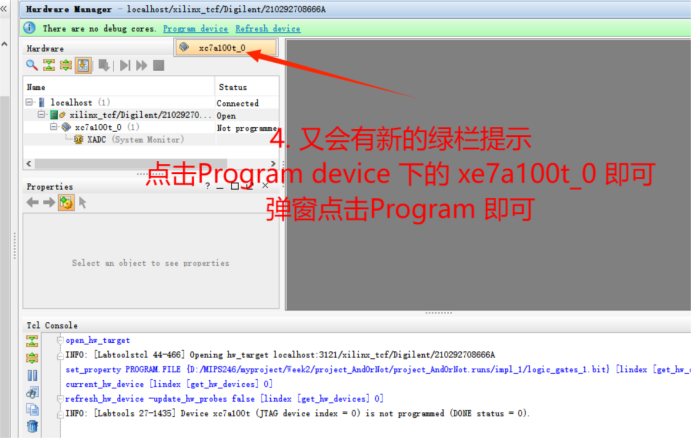 Hardware Manager - localhost/xilinx_tcf/Digilent/210292708666A
There are no debug cores. Program device Refresh device
Hardware
xc7a100t_0
Name Status
localhost (1) Connected
xilinx_tcf/Digilent/21029270... Open
xc7a100t_0 (1) Not programme
XADC (System Monitor)
4. 又会有新的绿栏提示
点击Program device 下的 xe7a100t_0 即可
弹窗点击Program 即可
Properties
Select an object to see properties
Tcl Console
open_hw_target
INFO: [Labtoolstcl 44-466] Opening hw_target localhost:3121/xilinx_tcf/Digilent/210292708666A
set_property PROGRAM.FILE {D:/MIPS246/myproject/Week2/project_AndOrNot/project_AndOrNot.runs/impl_1/logic_gates_1.bit} [lindex [get_hw_d
current_hw_device [lindex [get_hw_devices] 0]
refresh_hw_device -update_hw_probes false [lindex [get_hw_devices] 0]
INFO: [Labtools 27-1435] Device xc7a100t (JTAG device index = 0) is not programmed (DONE status = 0).